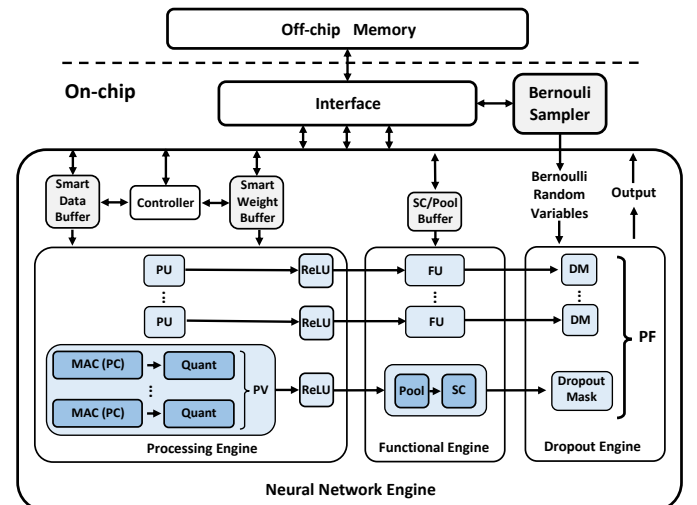 Off-chip Memory
On-chip
Interface
Bernouli
Sampler
Smart
Data
Buffer
Controller
Smart
Weight
Buffer
SC/Pool
Buffer
Bernoulli
Random
Variables
Output
PU
ReLU
FU
DM
...
...
...
PU
ReLU
FU
DM
PF
MAC (PC)
Quant
...
MAC (PC)
Quant
PV
ReLU
Pool
SC
Dropout
Mask
Processing Engine
Functional Engine
Dropout Engine
Neural Network Engine